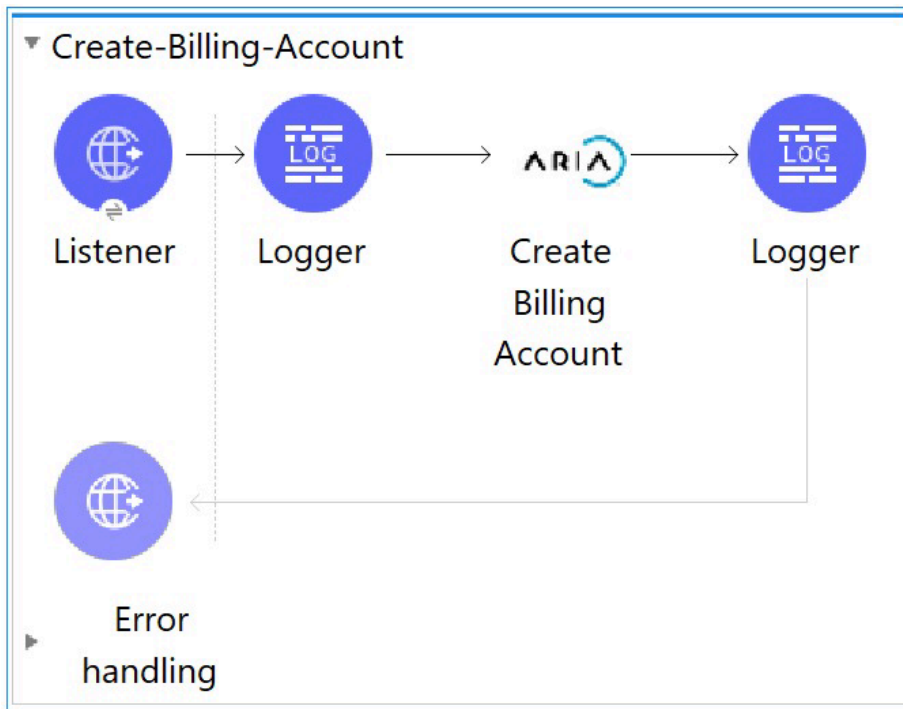 Create-Billing-Account
LOG
ARIA
LOG
Listener
Logger
Create
Billing
Account
Logger
Error
handling